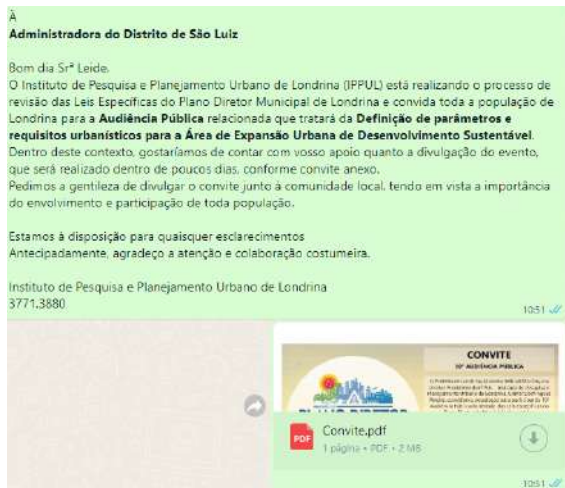 À
Administradora do Distrito de São Luiz
Bom dia Srª Leide,
O Instituto de Pesquisa e Planejamento Urbano de Londrina (IPPUL) está realizando o processo de
revisão das Leis Específicas do Plano Diretor Municipal de Londrina e convida toda a população de
Londrina para a Audiência Pública relacionada que tratará da Definição de parâmetros e
requisitos urbanísticos para a Área de Expansão Urbana de Desenvolvimento Sustentável.
Dentro deste contexto, gostaríamos de contar com vosso apoio quanto a divulgação do evento,
que será realizado dentro de poucos dias, conforme convite anexo.
Pedimos a gentileza de divulgar o convite junto à comunidade local, tendo em vista a importância
do envolvimento e participação de toda população.
Estamos à disposição para quaisquer esclarecimentos
Antecipadamente, agradeço a atenção e colaboração costumeira.
Instituto de Pesquisa e Planejamento Urbano de Londrina
3771.3880
10:51
CONVITE
10ª AUDIÊNCIA PÚBLICA
PLANO DIRETOR
PDF
Convite.pdf
1 página • PDF • 2 MB
10:51